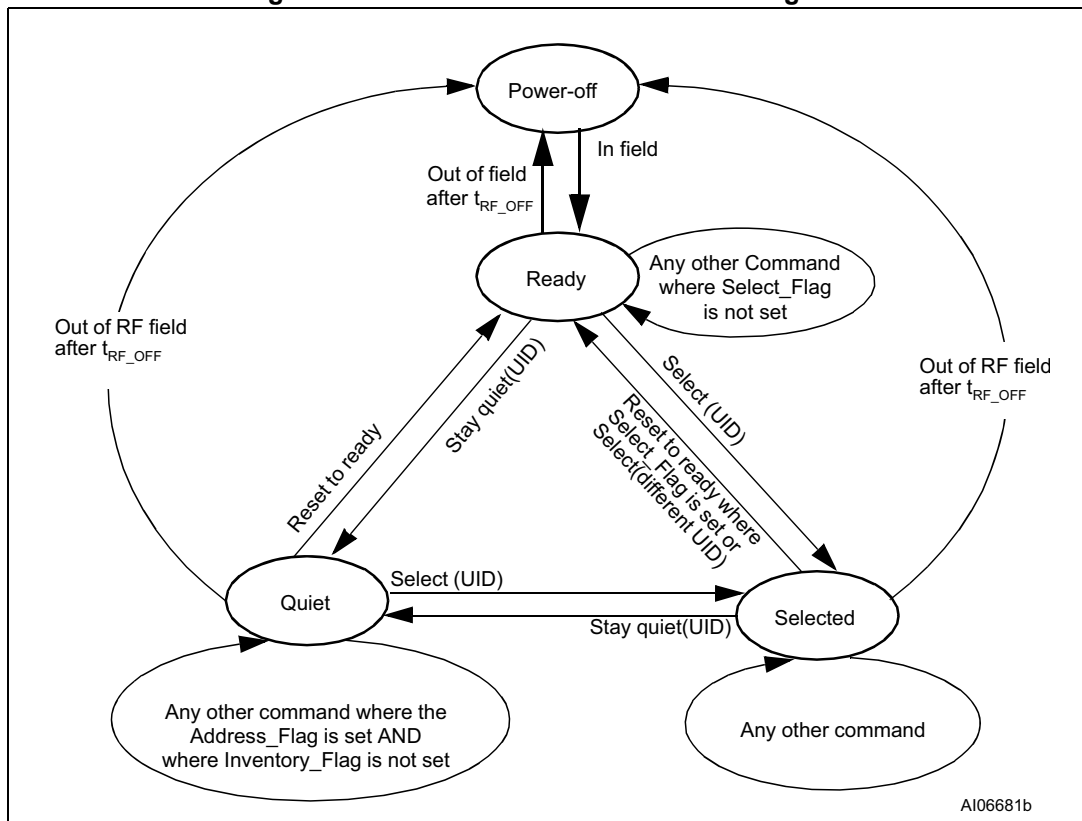 Power-off
In field
Out of field
after tRF_OFF
Ready
Any other Command
where Select_Flag
is not set
Out of RF field
after tRF_OFF
Out of RF field
after tRF_OFF
Reset to ready
Stay quiet(UID)
Select (UID)
Reset to ready where
Select_Flag is set or
Select(different UID)
Quiet
Select (UID)
Stay quiet(UID)
Selected
Any other command where the
Address_Flag is set AND
where Inventory_Flag is not set
Any other command
AI06681b